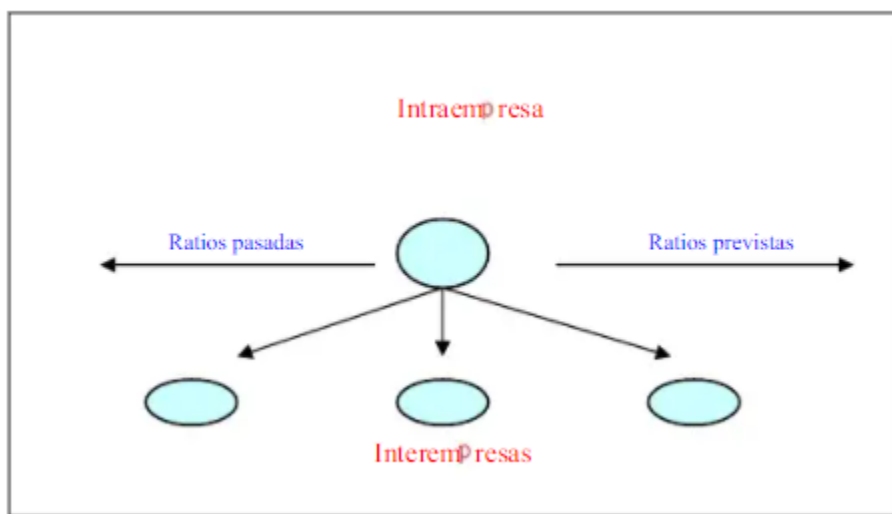 Intraempresa
Ratios pasadas
Ratios previstas
Interempresas